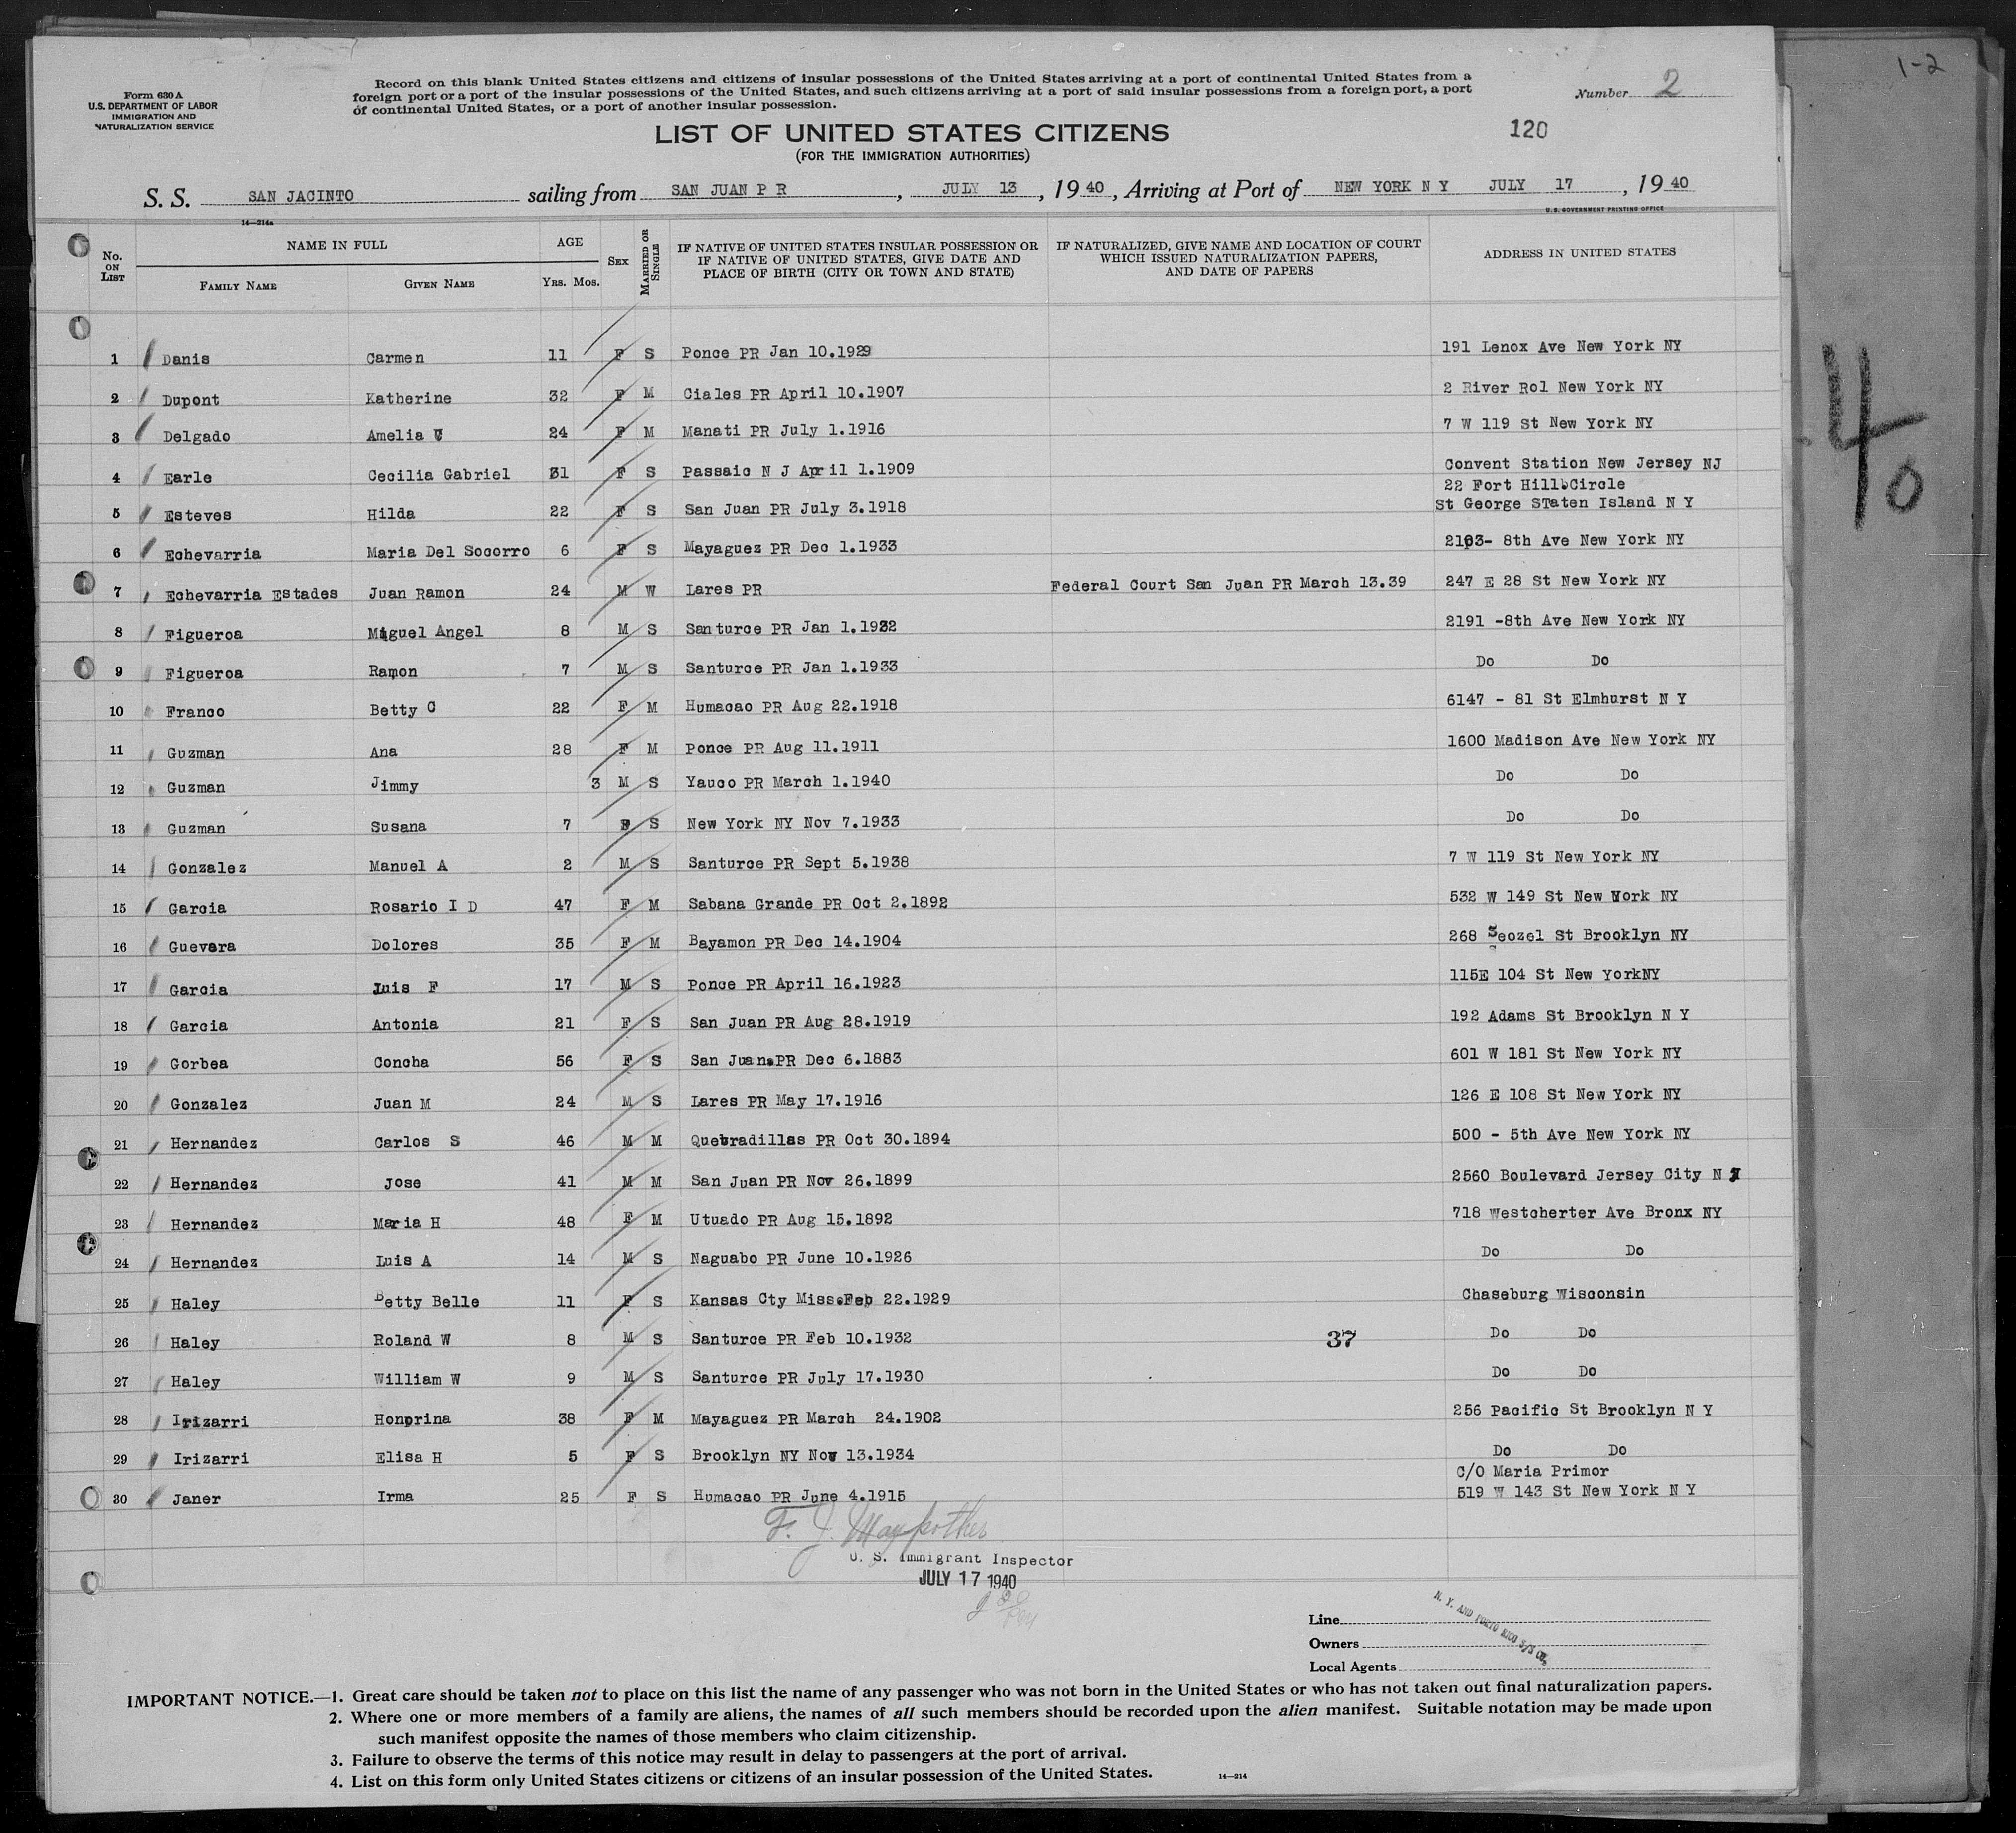 1-2
Form 630 A
U.S. DEPARTMENT OF LABOR
IMMIGRATION AND
NATURALIZATION SERVICE
Record on this blank United States citizens and citizens of insular possessions of the United States arriving at a port of continental United States from a
foreign port or a port of the insular possessions of the United States, and such citizens arriving at a port of said insular possessions from a foreign port, a port
of continental United States, or a port of another insular possession.
Number 2
LIST OF UNITED STATES CITIZENS
120
(FOR THE IMMIGRATION AUTHORITIES)
S. S. SAN JACINTO sailing from SAN JUAN P R, JULY 13, 1940, Arriving at Port of NEW YORK N Y JULY 17, 1940
14—214a
U. S. GOVERNMENT PRINTING OFFICE
No. ON LIST
NAME IN FULL
FAMILY NAME GIVEN NAME
AGE
YRS. MOS.
SEX
MARRIED OR SINGLE
IF NATIVE OF UNITED STATES INSULAR POSSESSION OR
IF NATIVE OF UNITED STATES, GIVE DATE AND
PLACE OF BIRTH (CITY OR TOWN AND STATE)
IF NATURALIZED, GIVE NAME AND LOCATION OF COURT
WHICH ISSUED NATURALIZATION PAPERS,
AND DATE OF PAPERS
ADDRESS IN UNITED STATES
1 Danis Carmen 11 F S Ponce PR Jan 10.1929 191 Lenox Ave New York NY
2 Dupont Katherine 32 F M Ciales PR April 10.1907 2 River Rol New York NY
3 Delgado Amelia 24 F M Manati PR July 1.1916 7 W 119 St New York NY
4 Earle Cecilia Gabriel 31 F S Passaic N J April 1.1909 Convent Station New Jersey NJ
22 Fort Hill Circle
5 Esteves Hilda 22 F S San Juan PR July 3.1918 St George STaten Island N Y
6 Echevarria Maria Del Socorro 6 F S Mayaguez PR Dec 1.1933 2103- 8th Ave New York NY
7 Echevarria Estades Juan Ramon 24 M W Lares PR Federal Court San Juan PR March 13.39 247 E 28 St New York NY
8 Figueroa Miguel Angel 8 M S Santurce PR Jan 1.1932 2191 -8th Ave New York NY
9 Figueroa Ramon 7 M S Santurce PR Jan 1.1933 Do Do
10 Franco Betty C 22 F M Humacao PR Aug 22.1918 6147 - 81 St Elmhurst N Y
11 Guzman Ana 28 F M Ponce PR Aug 11.1911 1600 Madison Ave New York NY
12 Guzman Jimmy 3 M S Yauco PR March 1.1940 Do Do
13 Guzman Susana 7 F S New York NY Nov 7.1933 Do Do
14 Gonzalez Manuel A 2 M S Santurce PR Sept 5.1938 7 W 119 St New York NY
15 Garcia Rosario I D 47 F M Sabana Grande PR Oct 2.1892 532 W 149 St New York NY
16 Guevara Dolores 35 F M Bayamon PR Dec 14.1904 268 Seozel St Brooklyn NY
17 Garcia Luis F 17 M S Ponce PR April 16.1923 115E 104 St New YorkNY
18 Garcia Antonia 21 F S San Juan PR Aug 28.1919 192 Adams St Brooklyn N Y
19 Gorbea Concha 56 F S San Juan PR Dec 6.1883 601 W 181 St New York NY
20 Gonzalez Juan M 24 M S Lares PR May 17.1916 126 E 108 St New York NY
21 Hernandez Carlos S 46 M M Quebradillas PR Oct 30.1894 500 - 5th Ave New York NY
22 Hernandez Jose 41 M M San Juan PR Nov 26.1899 2560 Boulevard Jersey City N J
23 Hernandez Maria H 48 F M Utuado PR Aug 15.1892 718 Westcherter Ave Bronx NY
24 Hernandez Luis A 14 M S Naguabo PR June 10.1926 Do Do
25 Haley Betty Belle 11 F S Kansas Cty Miss.Feb 22.1929 Chaseburg Wisconsin
26 Haley Roland W 8 M S Santurce PR Feb 10.1932 37 Do Do
27 Haley William W 9 M S Santurce PR July 17.1930 Do Do
28 Irizarri Honorina 38 F M Mayaguez PR March 24.1902 256 Pacific St Brooklyn N Y
29 Irizarri Elisa H 5 F S Brooklyn NY Nov 13.1934 Do Do
C/O Maria Primor
30 Janer Irma 25 F S Humacao PR June 4.1915 519 W 143 St New York N Y
F. J. Maypother
U. S. Immigrant Inspector
JULY 17 1940
Line
Owners
Local Agents
N. Y. AND PORTO RICO S/S CO.
IMPORTANT NOTICE.—1. Great care should be taken not to place on this list the name of any passenger who was not born in the United States or who has not taken out final naturalization papers.
2. Where one or more members of a family are aliens, the names of all such members should be recorded upon the alien manifest. Suitable notation may be made upon
such manifest opposite the names of those members who claim citizenship.
3. Failure to observe the terms of this notice may result in delay to passengers at the port of arrival.
4. List on this form only United States citizens or citizens of an insular possession of the United States.
14—214
40